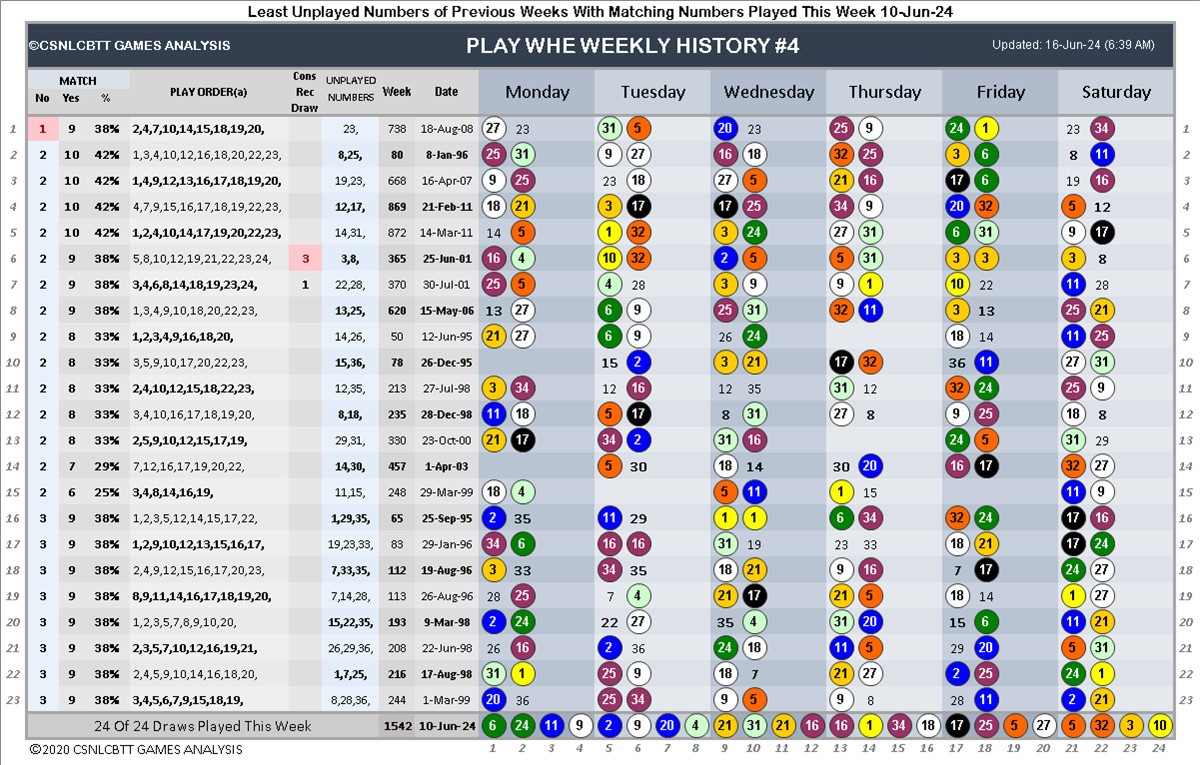 Least Unplayed Numbers of Previous Weeks With Matching Numbers Played This Week 10-Jun-24
©CSNLCBTT GAMES ANALYSIS PLAY WHE WEEKLY HISTORY #4 Updated: 16-Jun-24 (6:39 AM)
MATCH No Yes % PLAY ORDER(a) Cons Rec Draw UNPLAYED NUMBERS Week Date Monday Tuesday Wednesday Thursday Friday Saturday
1 1 9 38% 2,4,7,10,14,15,18,19,20, 23, 738 18-Aug-08 27 23 31 5 20 23 25 9 24 1 23 34 1
2 2 10 42% 1,3,4,10,12,16,18,20,22,23, 8,25, 80 8-Jan-96 25 31 9 27 16 18 32 25 3 6 8 11 2
3 2 10 42% 1,4,9,12,13,16,17,18,19,20, 19,23, 668 16-Apr-07 9 25 23 18 27 5 21 16 17 6 19 16 3
4 2 10 42% 4,7,9,15,16,17,18,19,22,23, 12,17, 869 21-Feb-11 18 21 3 17 17 25 34 9 20 32 5 12 4
5 2 10 42% 1,2,4,10,14,17,19,20,22,23, 14,31, 872 14-Mar-11 14 5 1 32 3 24 27 31 6 31 9 17 5
6 2 9 38% 5,8,10,12,19,21,22,23,24, 3 3,8, 365 25-Jun-01 16 4 10 32 2 5 5 31 3 3 3 8 6
7 2 9 38% 3,4,6,8,14,18,19,23,24, 1 22,28, 370 30-Jul-01 25 5 4 28 3 9 9 1 10 22 11 28 7
8 2 9 38% 1,3,4,9,10,18,20,22,23, 13,25, 620 15-May-06 13 27 6 9 25 31 32 11 3 13 25 21 8
9 2 8 33% 1,2,3,4,9,16,18,20, 14,26, 50 12-Jun-95 21 27 6 9 26 24 18 14 11 25 9
10 2 8 33% 3,5,9,10,17,20,22,23, 15,36, 78 26-Dec-95 15 2 3 21 17 32 36 11 27 31 10
11 2 8 33% 2,4,10,12,15,18,22,23, 12,35, 213 27-Jul-98 3 34 12 16 12 35 31 12 32 24 25 9 11
12 2 8 33% 3,4,10,16,17,18,19,20, 8,18, 235 28-Dec-98 11 18 5 17 8 31 27 8 9 25 18 8 12
13 2 8 33% 2,5,9,10,12,15,17,19, 29,31, 330 23-Oct-00 21 17 34 2 31 16 24 5 31 29 13
14 2 7 29% 7,12,16,17,19,20,22, 14,30, 457 1-Apr-03 5 30 18 14 30 20 16 17 32 27 14
15 2 6 25% 3,4,8,14,16,19, 11,15, 248 29-Mar-99 18 4 5 11 1 15 11 9 15
16 3 9 38% 1,2,3,5,12,14,15,17,22, 1,29,35, 65 25-Sep-95 2 35 11 29 1 1 6 34 32 24 17 16 16
17 3 9 38% 1,2,9,10,12,13,15,16,17, 19,23,33, 83 29-Jan-96 34 6 16 16 31 19 23 33 18 21 17 24 17
18 3 9 38% 2,4,9,12,15,16,17,20,23, 7,33,35, 112 19-Aug-96 3 33 34 35 18 21 9 16 7 17 24 27 18
19 3 9 38% 8,9,11,14,16,17,18,19,20, 7,14,28, 113 26-Aug-96 28 25 7 4 21 17 21 5 18 14 1 27 19
20 3 9 38% 1,2,3,5,7,8,9,10,20, 15,22,35, 193 9-Mar-98 2 24 22 27 35 4 31 20 15 6 11 21 20
21 3 9 38% 2,3,5,7,10,12,16,19,21, 26,29,36, 208 22-Jun-98 26 16 2 36 24 18 11 5 29 20 5 31 21
22 3 9 38% 2,4,5,9,10,14,16,18,20, 1,7,25, 216 17-Aug-98 31 1 25 9 18 7 21 27 2 25 24 1 22
23 3 9 38% 3,4,5,6,7,9,15,18,19, 8,28,36, 244 1-Mar-99 20 36 25 34 9 5 9 8 28 11 2 21 23
24 Of 24 Draws Played This Week 1542 10-Jun-24 6 24 11 9 2 9 20 4 21 31 21 16 16 1 34 18 17 25 5 27 5 32 3 10
©2020 CSNLCBTT GAMES ANALYSIS 1 2 3 4 5 6 7 8 9 10 11 12 13 14 15 16 17 18 19 20 21 22 23 24